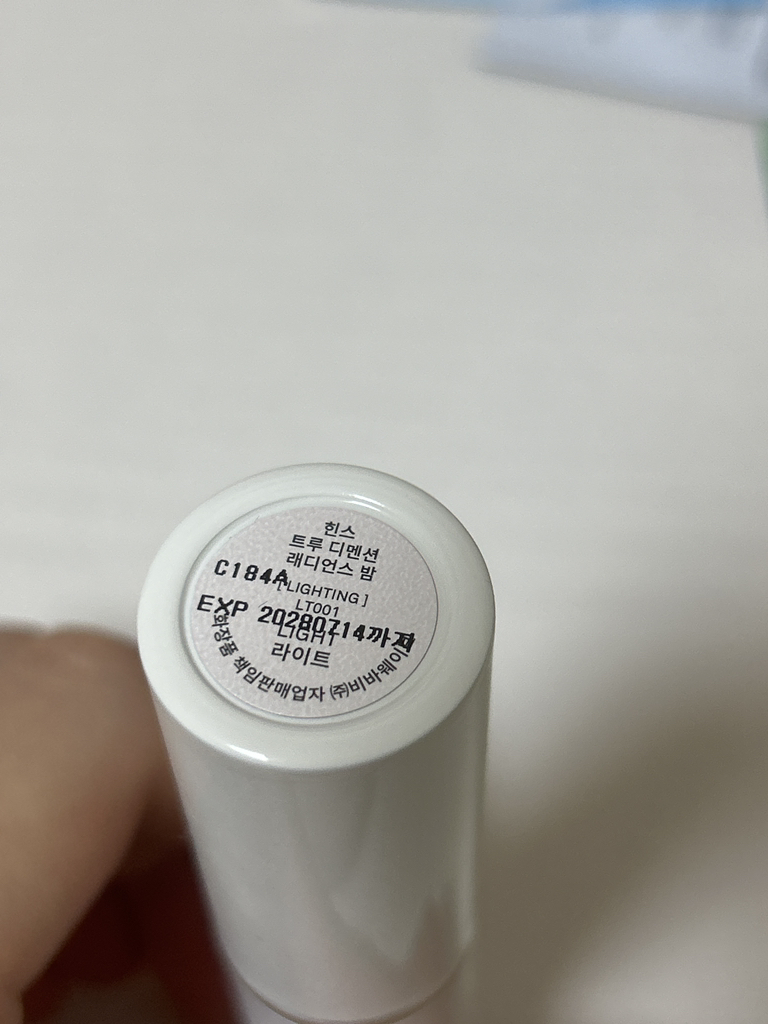 힌스
트루 디멘션
래디언스 밤
C184A
[LIGHTING]
LT001
EXP 20280714까지
LIGHT
라이트
화장품 책임판매업자 ㈜비바웨이브